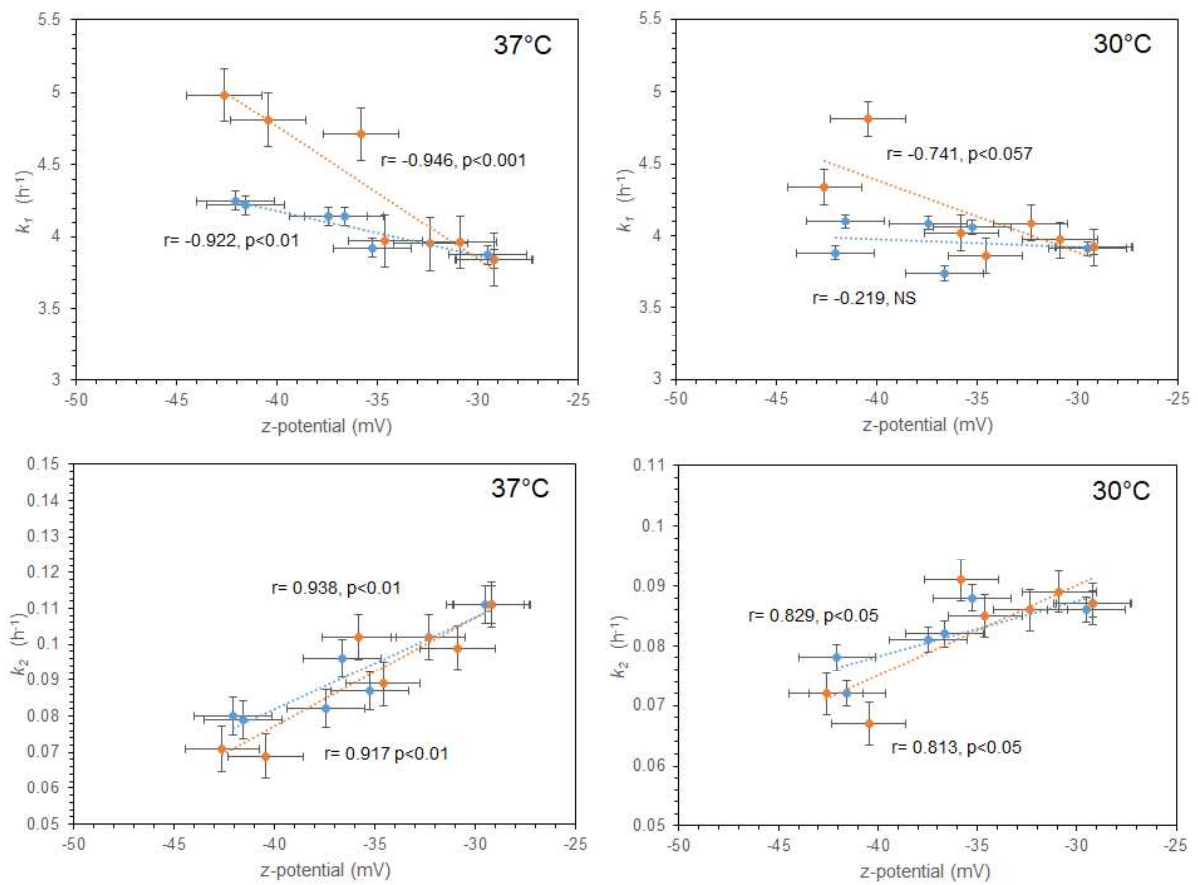 5.5
5
4.5
4
3.5
3
k₁ (h⁻¹)
37°C
r= -0.946, p<0.001
r= -0.922, p<0.01
-50 -45 -40 -35 -30 -25
z-potential (mV)
5.5
5
4.5
4
3.5
3
k₁ (h⁻¹)
30°C
r= -0.741, p<0.057
r= -0.219, NS
-50 -45 -40 -35 -30 -25
z-potential (mV)
0.15
0.14
0.13
0.12
0.11
0.1
0.09
0.08
0.07
0.06
0.05
k₂ (h⁻¹)
37°C
r= 0.938, p<0.01
r= 0.917 p<0.01
-50 -45 -40 -35 -30 -25
z-potential (mV)
0.11
0.1
0.09
0.08
0.07
0.06
0.05
k₂ (h⁻¹)
30°C
r= 0.829, p<0.05
r= 0.813, p<0.05
-50 -45 -40 -35 -30 -25
z-potential (mV)